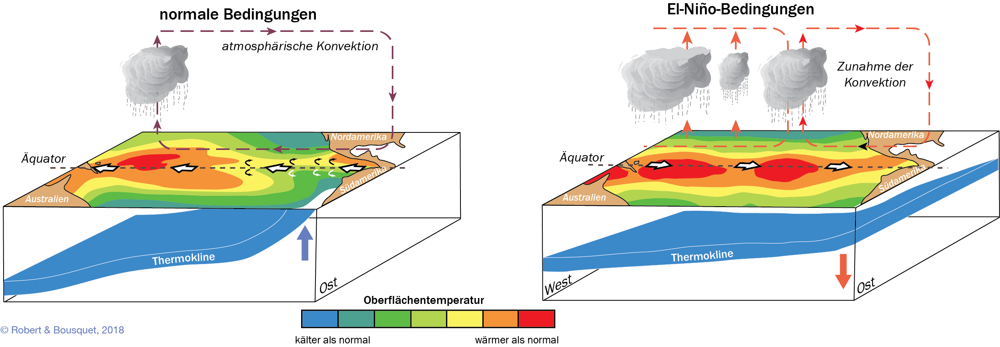 normale Bedingungen
atmosphärische Konvektion
Nordamerika
Äquator
Südamerika
Australien
Thermokline
Ost
El-Niño-Bedingungen
Zunahme der
Konvektion
Nordamerika
Äquator
Südamerika
Australien
Thermokline
West
Ost
Oberflächentemperatur
kälter als normal
wärmer als normal
© Robert & Bousquet, 2018